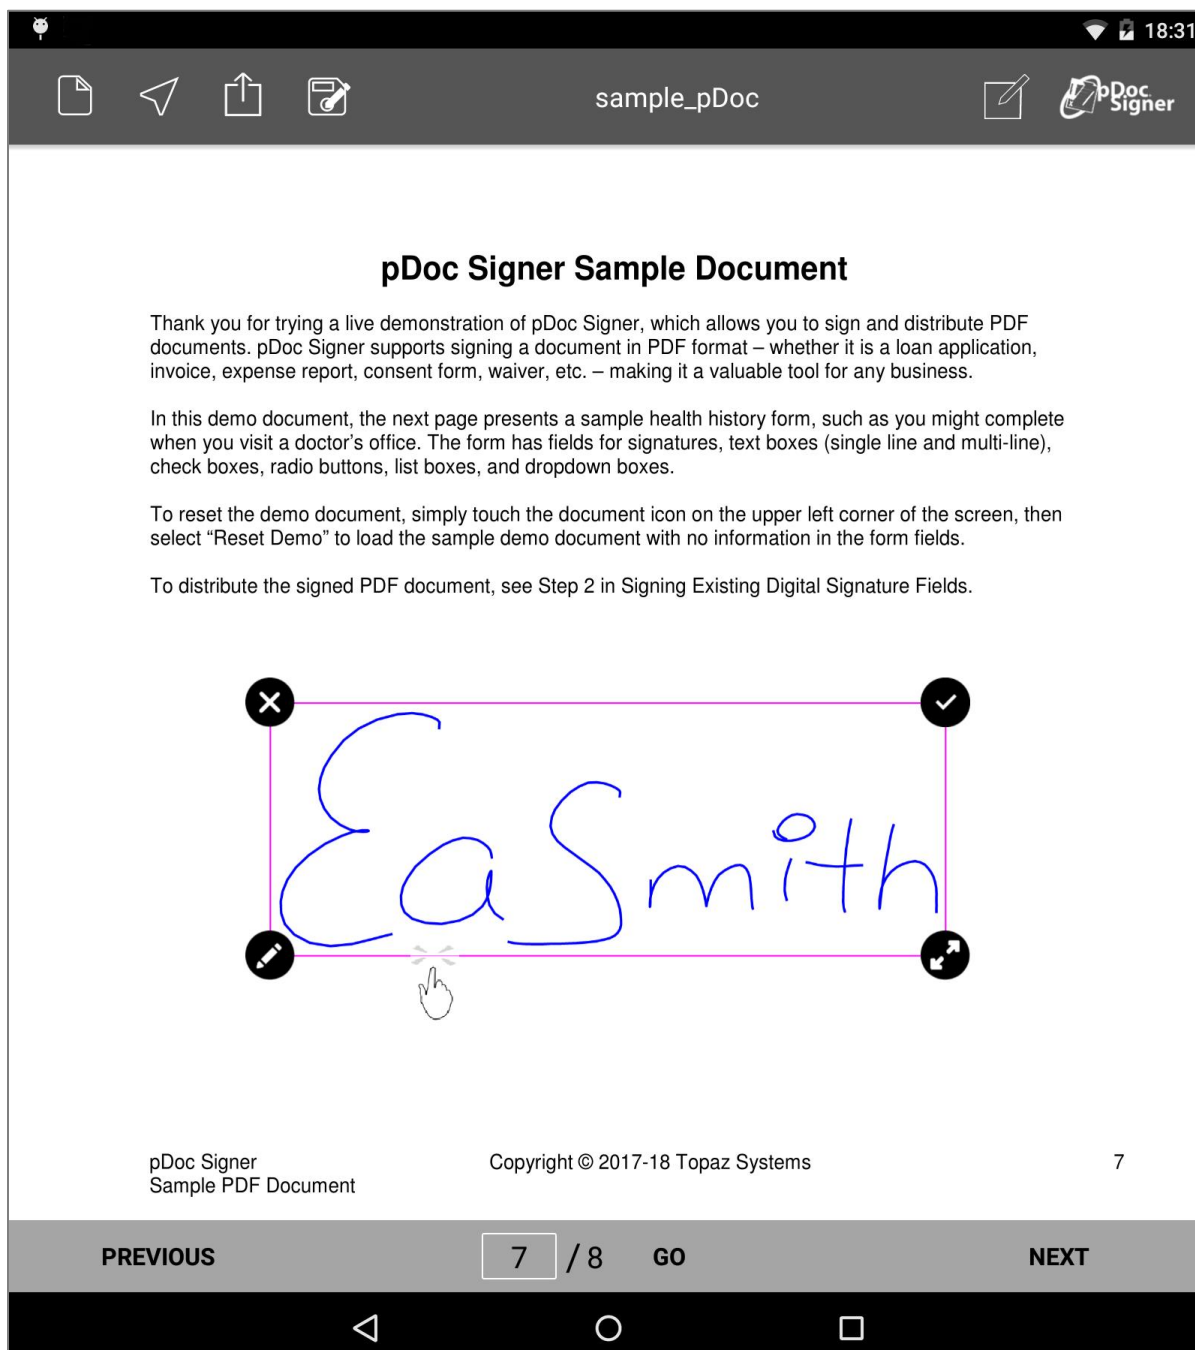 18:31
sample_pDoc
pDoc Signer
pDoc Signer Sample Document
Thank you for trying a live demonstration of pDoc Signer, which allows you to sign and distribute PDF
documents. pDoc Signer supports signing a document in PDF format – whether it is a loan application,
invoice, expense report, consent form, waiver, etc. – making it a valuable tool for any business.
In this demo document, the next page presents a sample health history form, such as you might complete
when you visit a doctor’s office. The form has fields for signatures, text boxes (single line and multi-line),
check boxes, radio buttons, list boxes, and dropdown boxes.
To reset the demo document, simply touch the document icon on the upper left corner of the screen, then
select “Reset Demo” to load the sample demo document with no information in the form fields.
To distribute the signed PDF document, see Step 2 in Signing Existing Digital Signature Fields.
Ea Smith
pDoc Signer Copyright © 2017-18 Topaz Systems 7
Sample PDF Document
PREVIOUS 7 / 8 GO NEXT